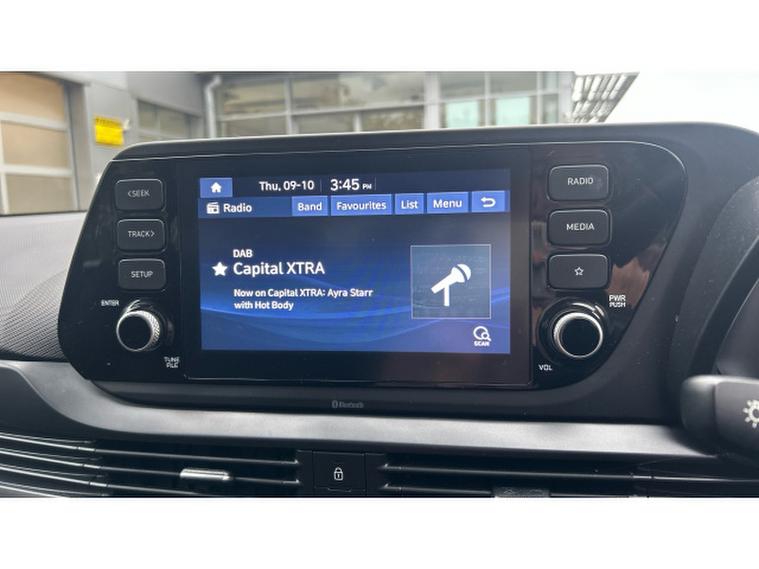 <SEEK
TRACK>
SETUP
ENTER
TUNE
FILE
Thu, 09-10 3:45 PM
Radio Band Favourites List Menu
DAB
Capital XTRA
Now on Capital XTRA: Ayra Starr
with Hot Body
SCAN
RADIO
MEDIA
PWR
PUSH
VOL
Bluetooth